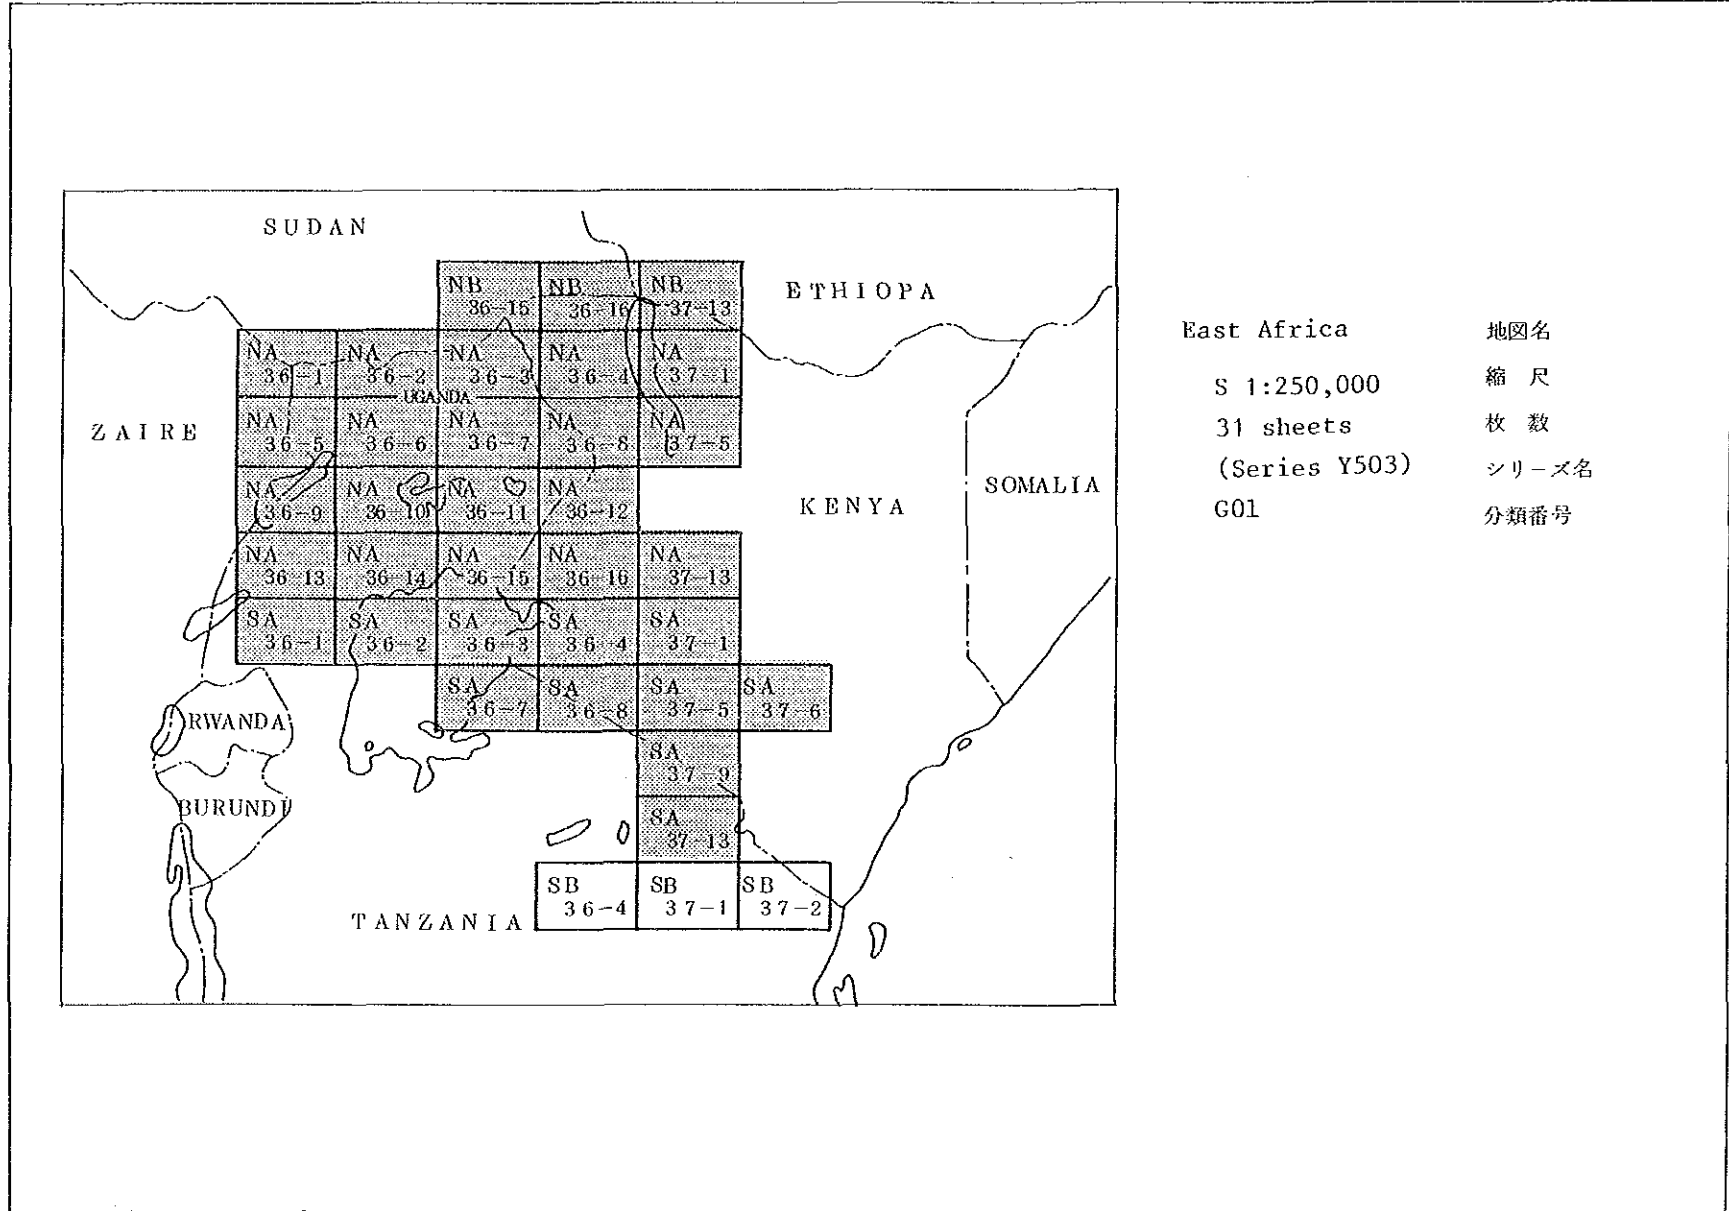 SUDAN
ETHIOPA
NB 36-15
NB 36-16
NB 37-13
NA 36-1
NA 36-2
NA 36-3
NA 36-4
NA 37-1
UGANDA
ZAIRE
NA 36-5
NA 36-6
NA 36-7
NA 36-8
NA 37-5
NA 36-9
NA 36-10
NA 36-11
NA 36-12
KENYA
SOMALIA
NA 36-13
NA 36-14
NA 36-15
NA 36-16
NA 37-13
SA 36-1
SA 36-2
SA 36-3
SA 36-4
SA 37-1
SA 36-7
SA 36-8
SA 37-5
SA 37-6
RWANDA
SA 37-9
BURUNDI
SA 37-13
SB 36-4
SB 37-1
SB 37-2
TANZANIA
East Africa 地図名
S 1:250,000 縮 尺
31 sheets 枚 数
(Series Y503) シリーズ名
G01 分類番号